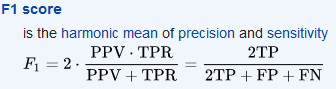 F1 score
is the harmonic mean of precision and sensitivity
F₁ = 2 · (PPV · TPR) / (PPV + TPR) = 2TP / (2TP + FP + FN)